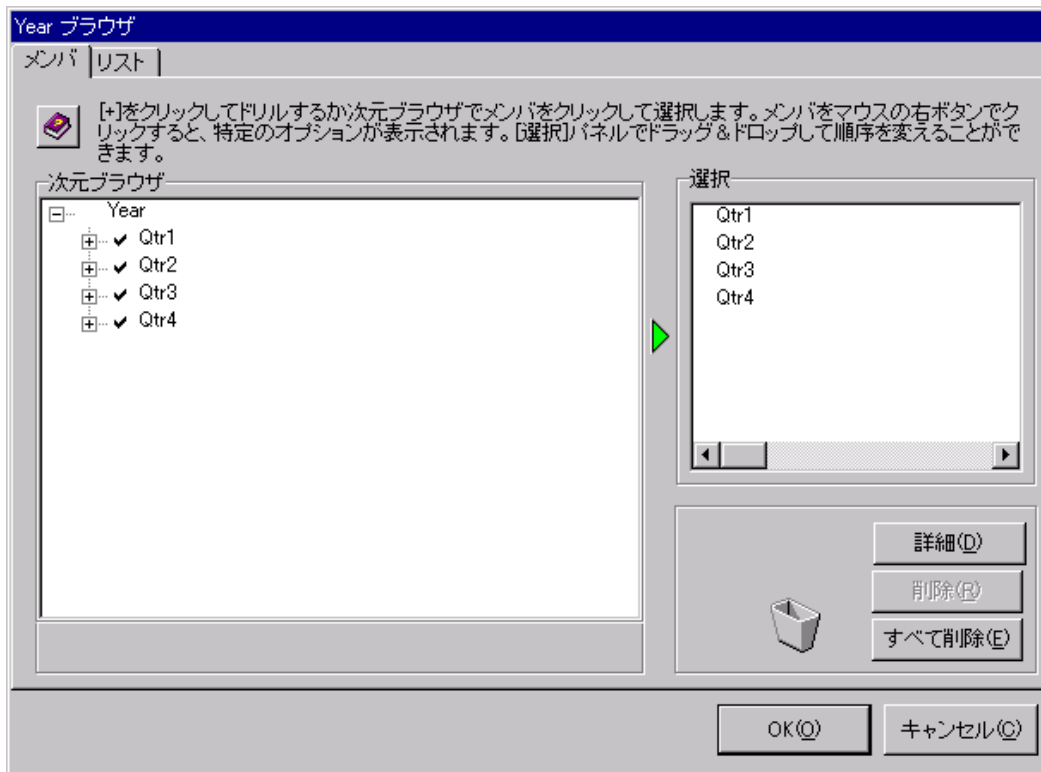 Year ブラウザ
メンバ リスト
[+]をクリックしてドリルするか次元ブラウザでメンバをクリックして選択します。メンバをマウスの右ボタンでク
リックすると、特定のオプションが表示されます。[選択]パネルでドラッグ＆ドロップして順序を変えることがで
きます。
次元ブラウザ
Year
Qtr1
Qtr2
Qtr3
Qtr4
選択
Qtr1
Qtr2
Qtr3
Qtr4
詳細(D)
削除(R)
すべて削除(E)
OK(O) キャンセル(C)